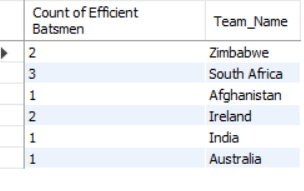 Count of Efficient Batsmen Team_Name
2 Zimbabwe
3 South Africa
1 Afghanistan
2 Ireland
1 India
1 Australia